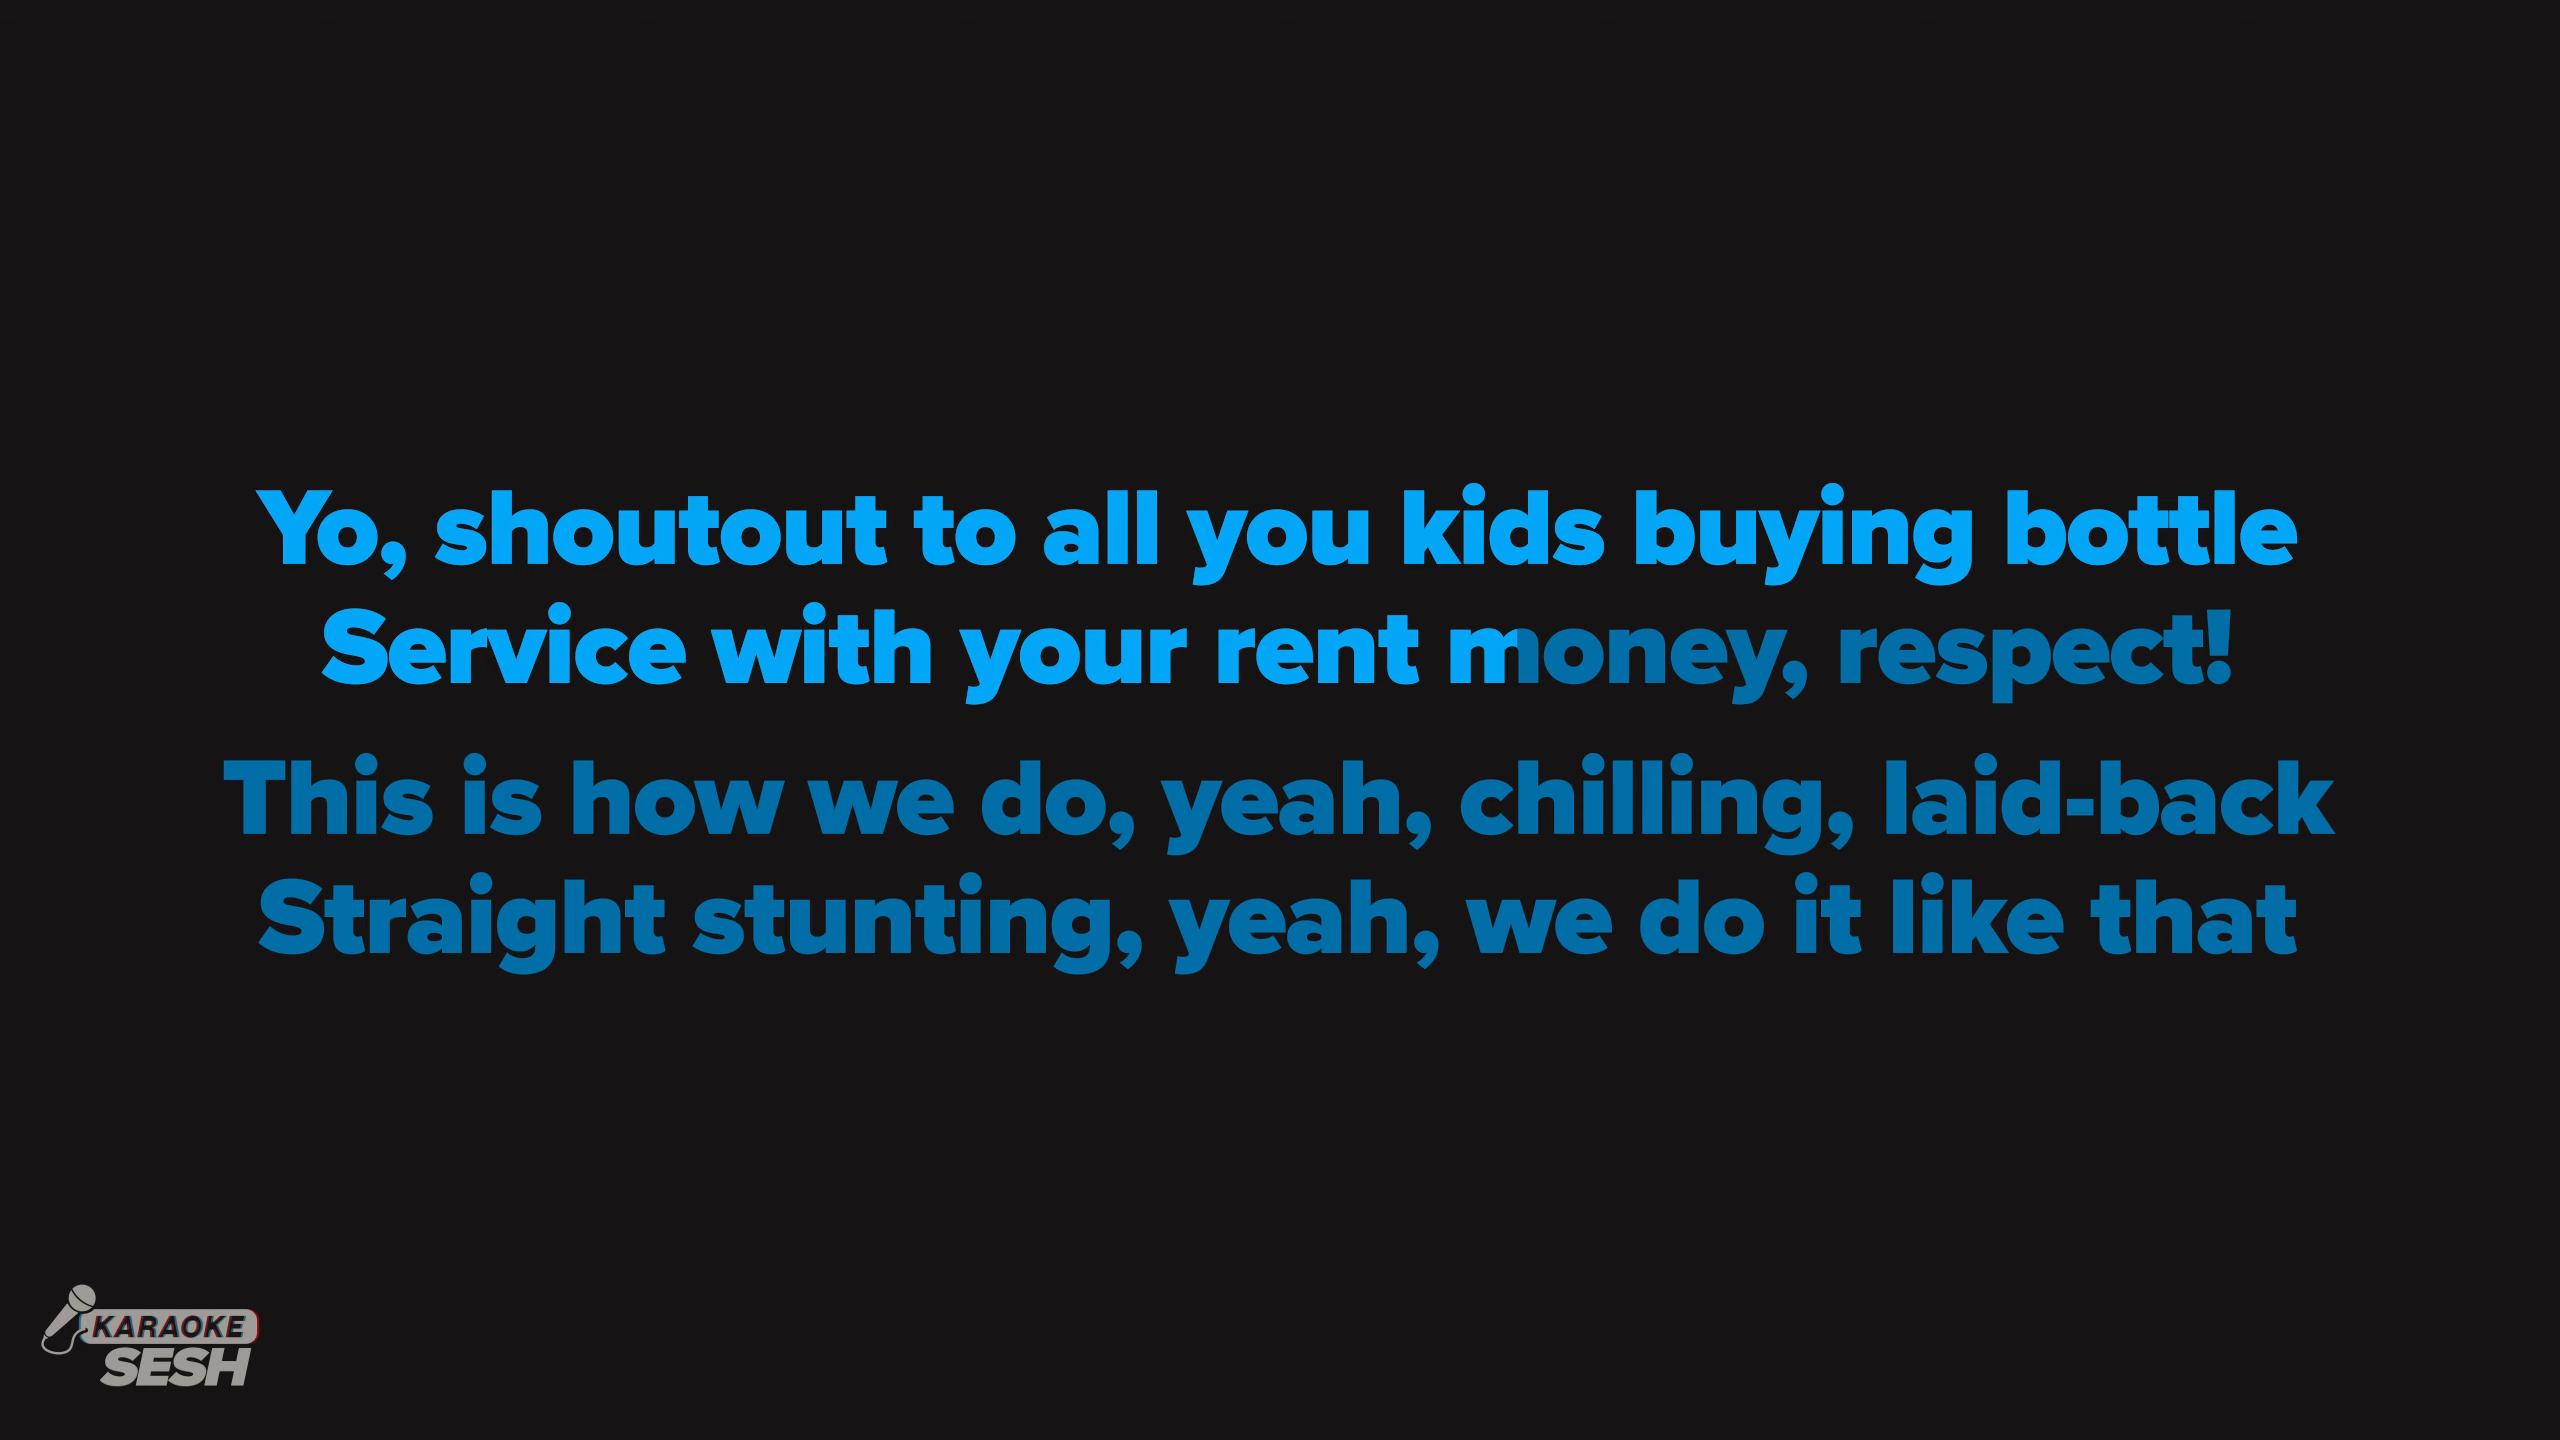 Yo, shoutout to all you kids buying bottle
Service with your rent money, respect!
This is how we do, yeah, chilling, laid-back
Straight stunting, yeah, we do it like that
KARAOKE
SESH